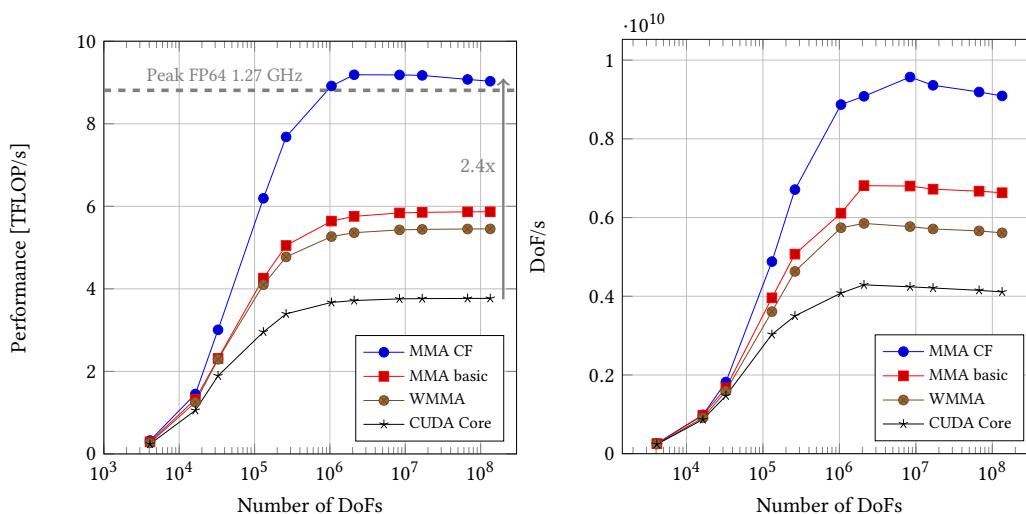 10
8
6
4
2
0
10^3
10^4
10^5
10^6
10^7
10^8
Performance [TFLOP/s]
Number of DoFs
Peak FP64 1.27 GHz
2.4x
MMA CF
MMA basic
WMMA
CUDA Core
·10^10
1
0.8
0.6
0.4
0.2
0
10^4
10^5
10^6
10^7
10^8
DoF/s
Number of DoFs
MMA CF
MMA basic
WMMA
CUDA Core